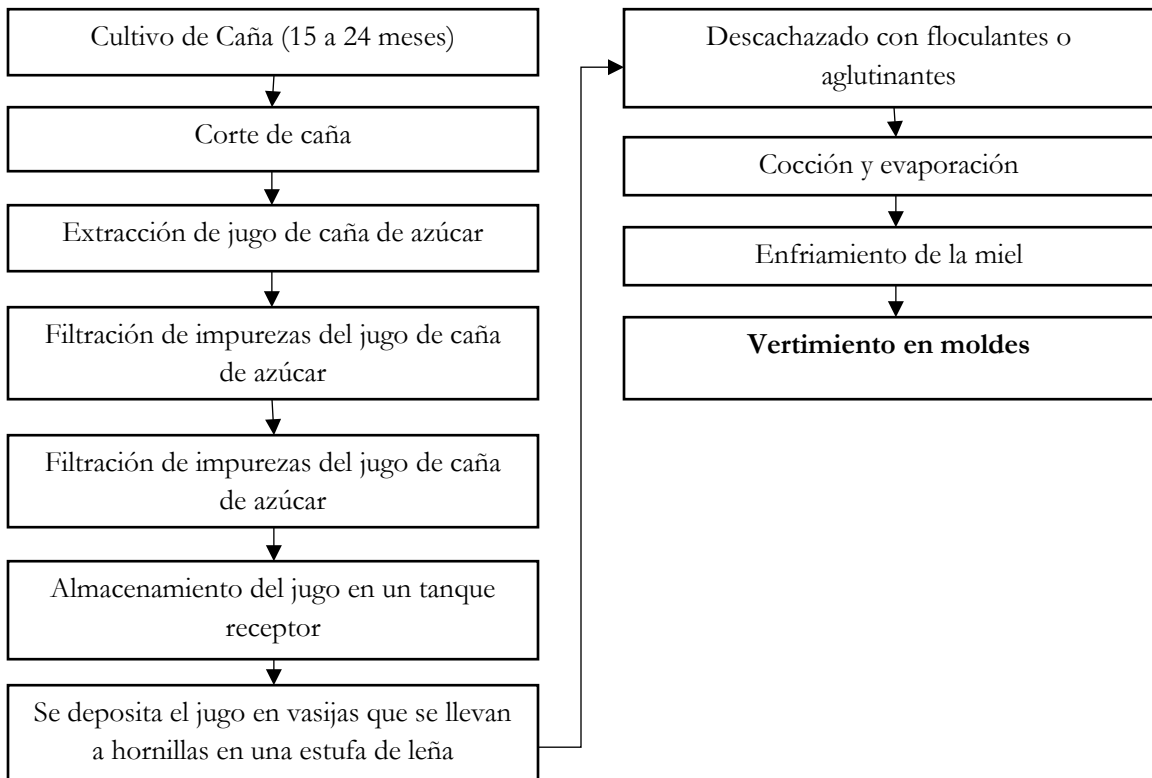 Cultivo de Caña (15 a 24 meses)
Corte de caña
Extracción de jugo de caña de azúcar
Filtración de impurezas del jugo de caña
de azúcar
Filtración de impurezas del jugo de caña
de azúcar
Almacenamiento del jugo en un tanque
receptor
Se deposita el jugo en vasijas que se llevan
a hornillas en una estufa de leña
Descachazado con floculantes o
aglutinantes
Cocción y evaporación
Enfriamiento de la miel
Vertimiento en moldes